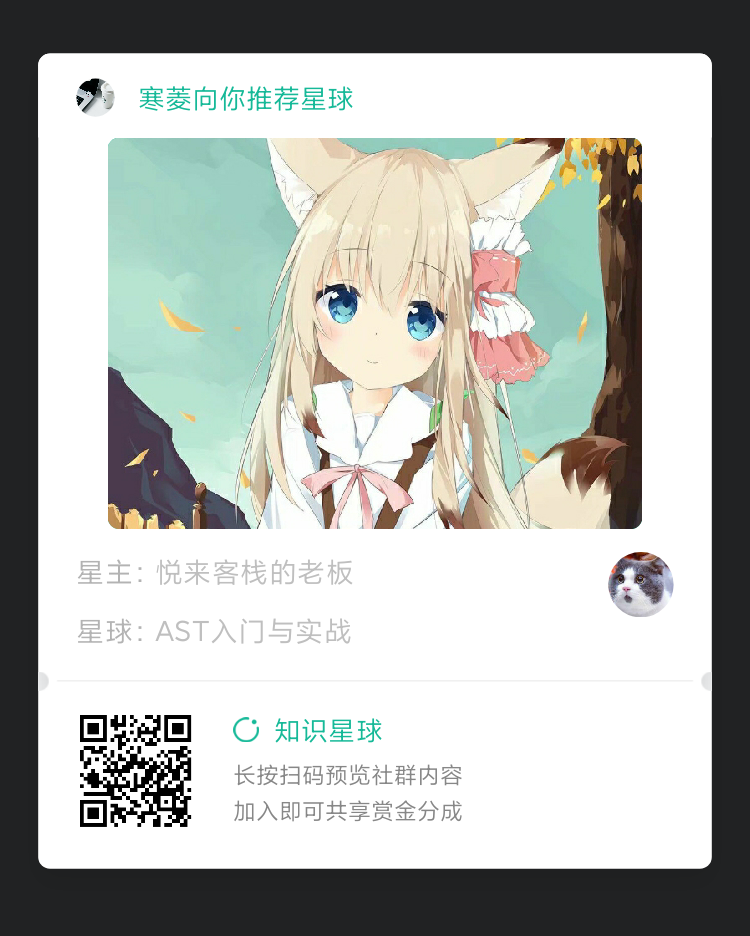 寒菱向你推荐星球
星主: 悦来客栈的老板
星球: AST入门与实战
知识星球
长按扫码预览社群内容
加入即可共享赏金分成